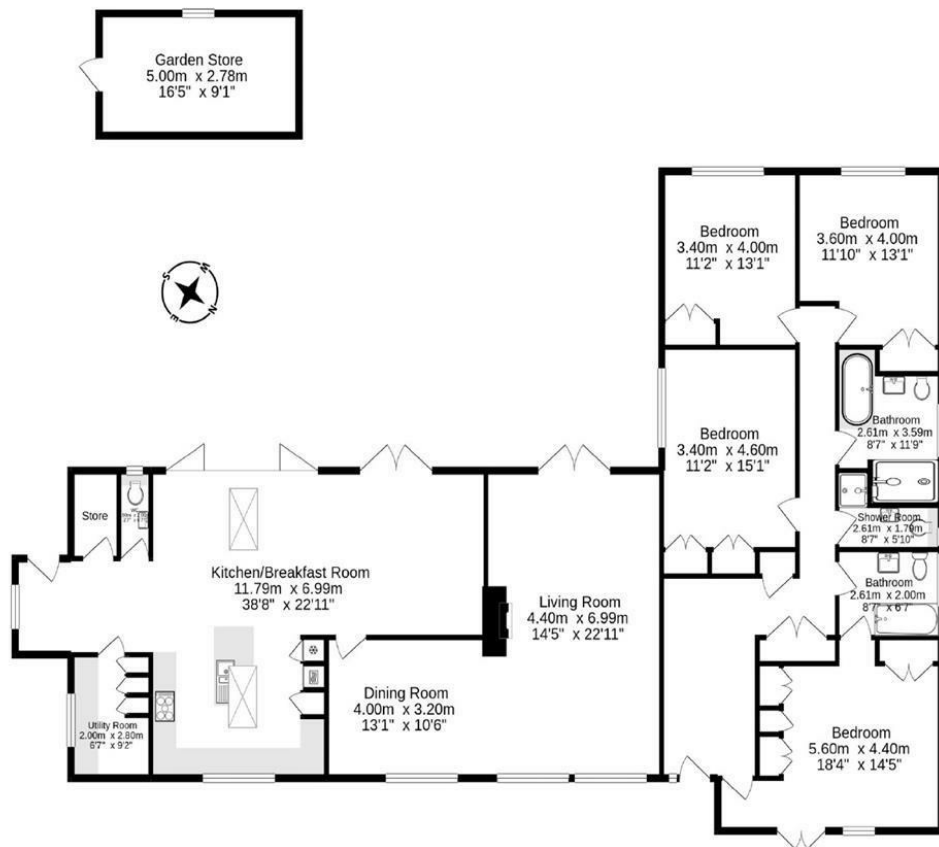 Garden Store
5.00m x 2.78m
16'5" x 9'1"
S
W
E
N
Bedroom
3.40m x 4.00m
11'2" x 13'1"
Bedroom
3.60m x 4.00m
11'10" x 13'1"
Bedroom
3.40m x 4.60m
11'2" x 15'1"
Bathroom
2.61m x 3.59m
8'7" x 11'9"
Shower Room
2.61m x 1.79m
8'7" x 5'10"
Bathroom
2.61m x 2.00m
8'7" x 6'7"
Store
Kitchen/Breakfast Room
11.79m x 6.99m
38'8" x 22'11"
Living Room
4.40m x 6.99m
14'5" x 22'11"
Dining Room
4.00m x 3.20m
13'1" x 10'6"
Utility Room
2.00m x 2.80m
6'7" x 9'2"
Bedroom
5.60m x 4.40m
18'4" x 14'5"